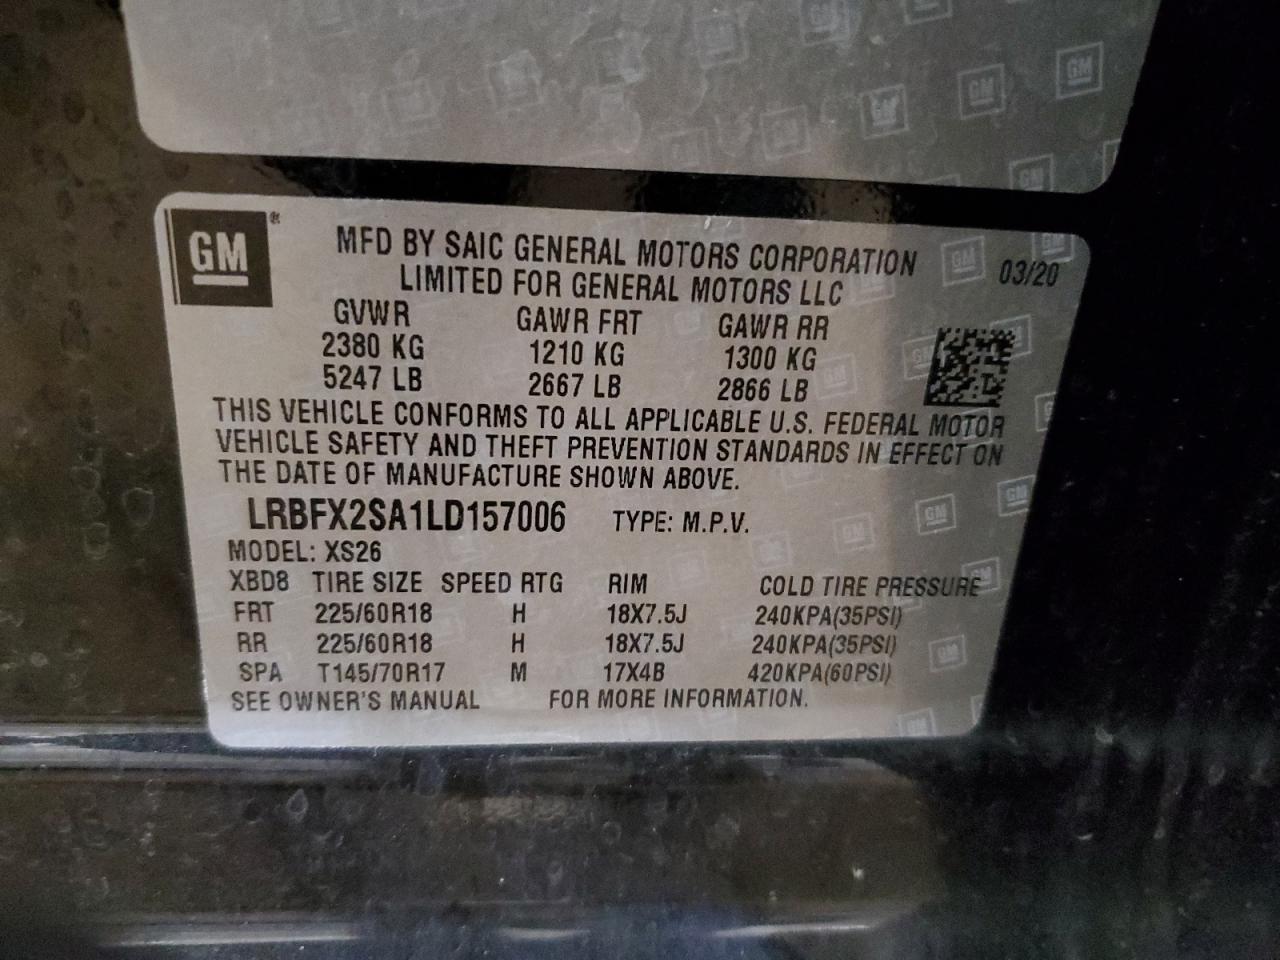 GM®
MFD BY SAIC GENERAL MOTORS CORPORATION
LIMITED FOR GENERAL MOTORS LLC
03/20
GVWR GAWR FRT GAWR RR
2380 KG 1210 KG 1300 KG
5247 LB 2667 LB 2866 LB
THIS VEHICLE CONFORMS TO ALL APPLICABLE U.S. FEDERAL MOTOR
VEHICLE SAFETY AND THEFT PREVENTION STANDARDS IN EFFECT ON
THE DATE OF MANUFACTURE SHOWN ABOVE.
LRBFX2SA1LD157006 TYPE: M.P.V.
MODEL: XS26
XBD8 TIRE SIZE SPEED RTG RIM COLD TIRE PRESSURE
FRT 225/60R18 H 18X7.5J 240KPA(35PSI)
RR 225/60R18 H 18X7.5J 240KPA(35PSI)
SPA T145/70R17 M 17X4B 420KPA(60PSI)
SEE OWNER'S MANUAL FOR MORE INFORMATION.